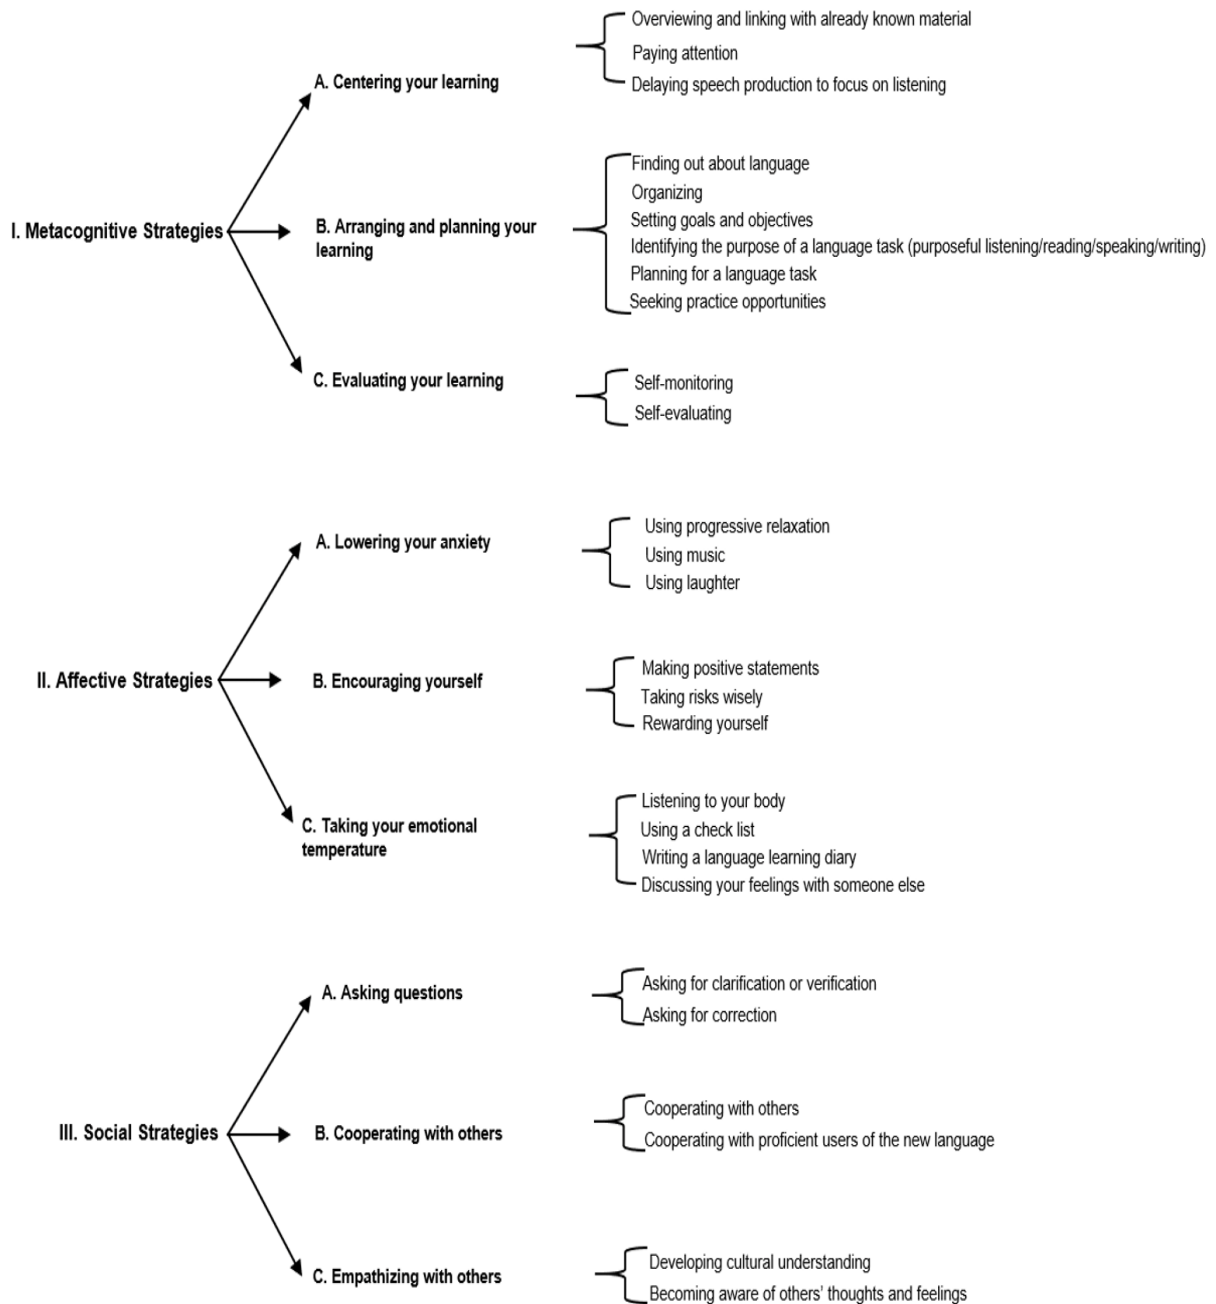 Overviewing and linking with already known material
Paying attention
A. Centering your learning
Delaying speech production to focus on listening
Finding out about language
Organizing
Setting goals and objectives
I. Metacognitive Strategies
B. Arranging and planning your
learning
Identifying the purpose of a language task (purposeful listening/reading/speaking/writing)
Planning for a language task
Seeking practice opportunities
C. Evaluating your learning
Self-monitoring
Self-evaluating
A. Lowering your anxiety
Using progressive relaxation
Using music
Using laughter
II. Affective Strategies
B. Encouraging yourself
Making positive statements
Taking risks wisely
Rewarding yourself
C. Taking your emotional
temperature
Listening to your body
Using a check list
Writing a language learning diary
Discussing your feelings with someone else
A. Asking questions
Asking for clarification or verification
Asking for correction
III. Social Strategies
B. Cooperating with others
Cooperating with others
Cooperating with proficient users of the new language
C. Empathizing with others
Developing cultural understanding
Becoming aware of others' thoughts and feelings